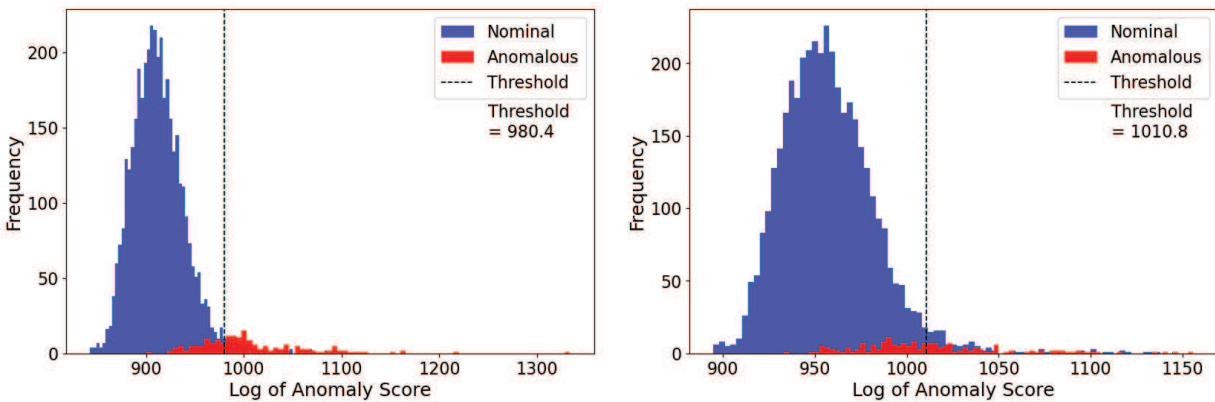 Nominal
Anomalous
Threshold
Threshold
= 980.4
200
150
100
50
0
Frequency
900
1000
1100
1200
1300
Log of Anomaly Score
Nominal
Anomalous
Threshold
Threshold
= 1010.8
200
150
100
50
0
Frequency
900
950
1000
1050
1100
1150
Log of Anomaly Score